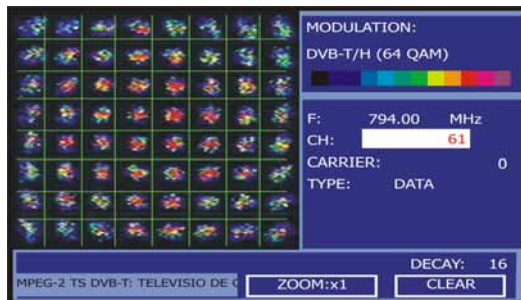 MODULATION:
DVB-T/H (64 QAM)
F: 794.00 MHz
CH: 61
CARRIER: 0
TYPE: DATA
DECAY: 16
MPEG-2 TS DVB-T: TELEVISIO DE
ZOOM:x1
CLEAR